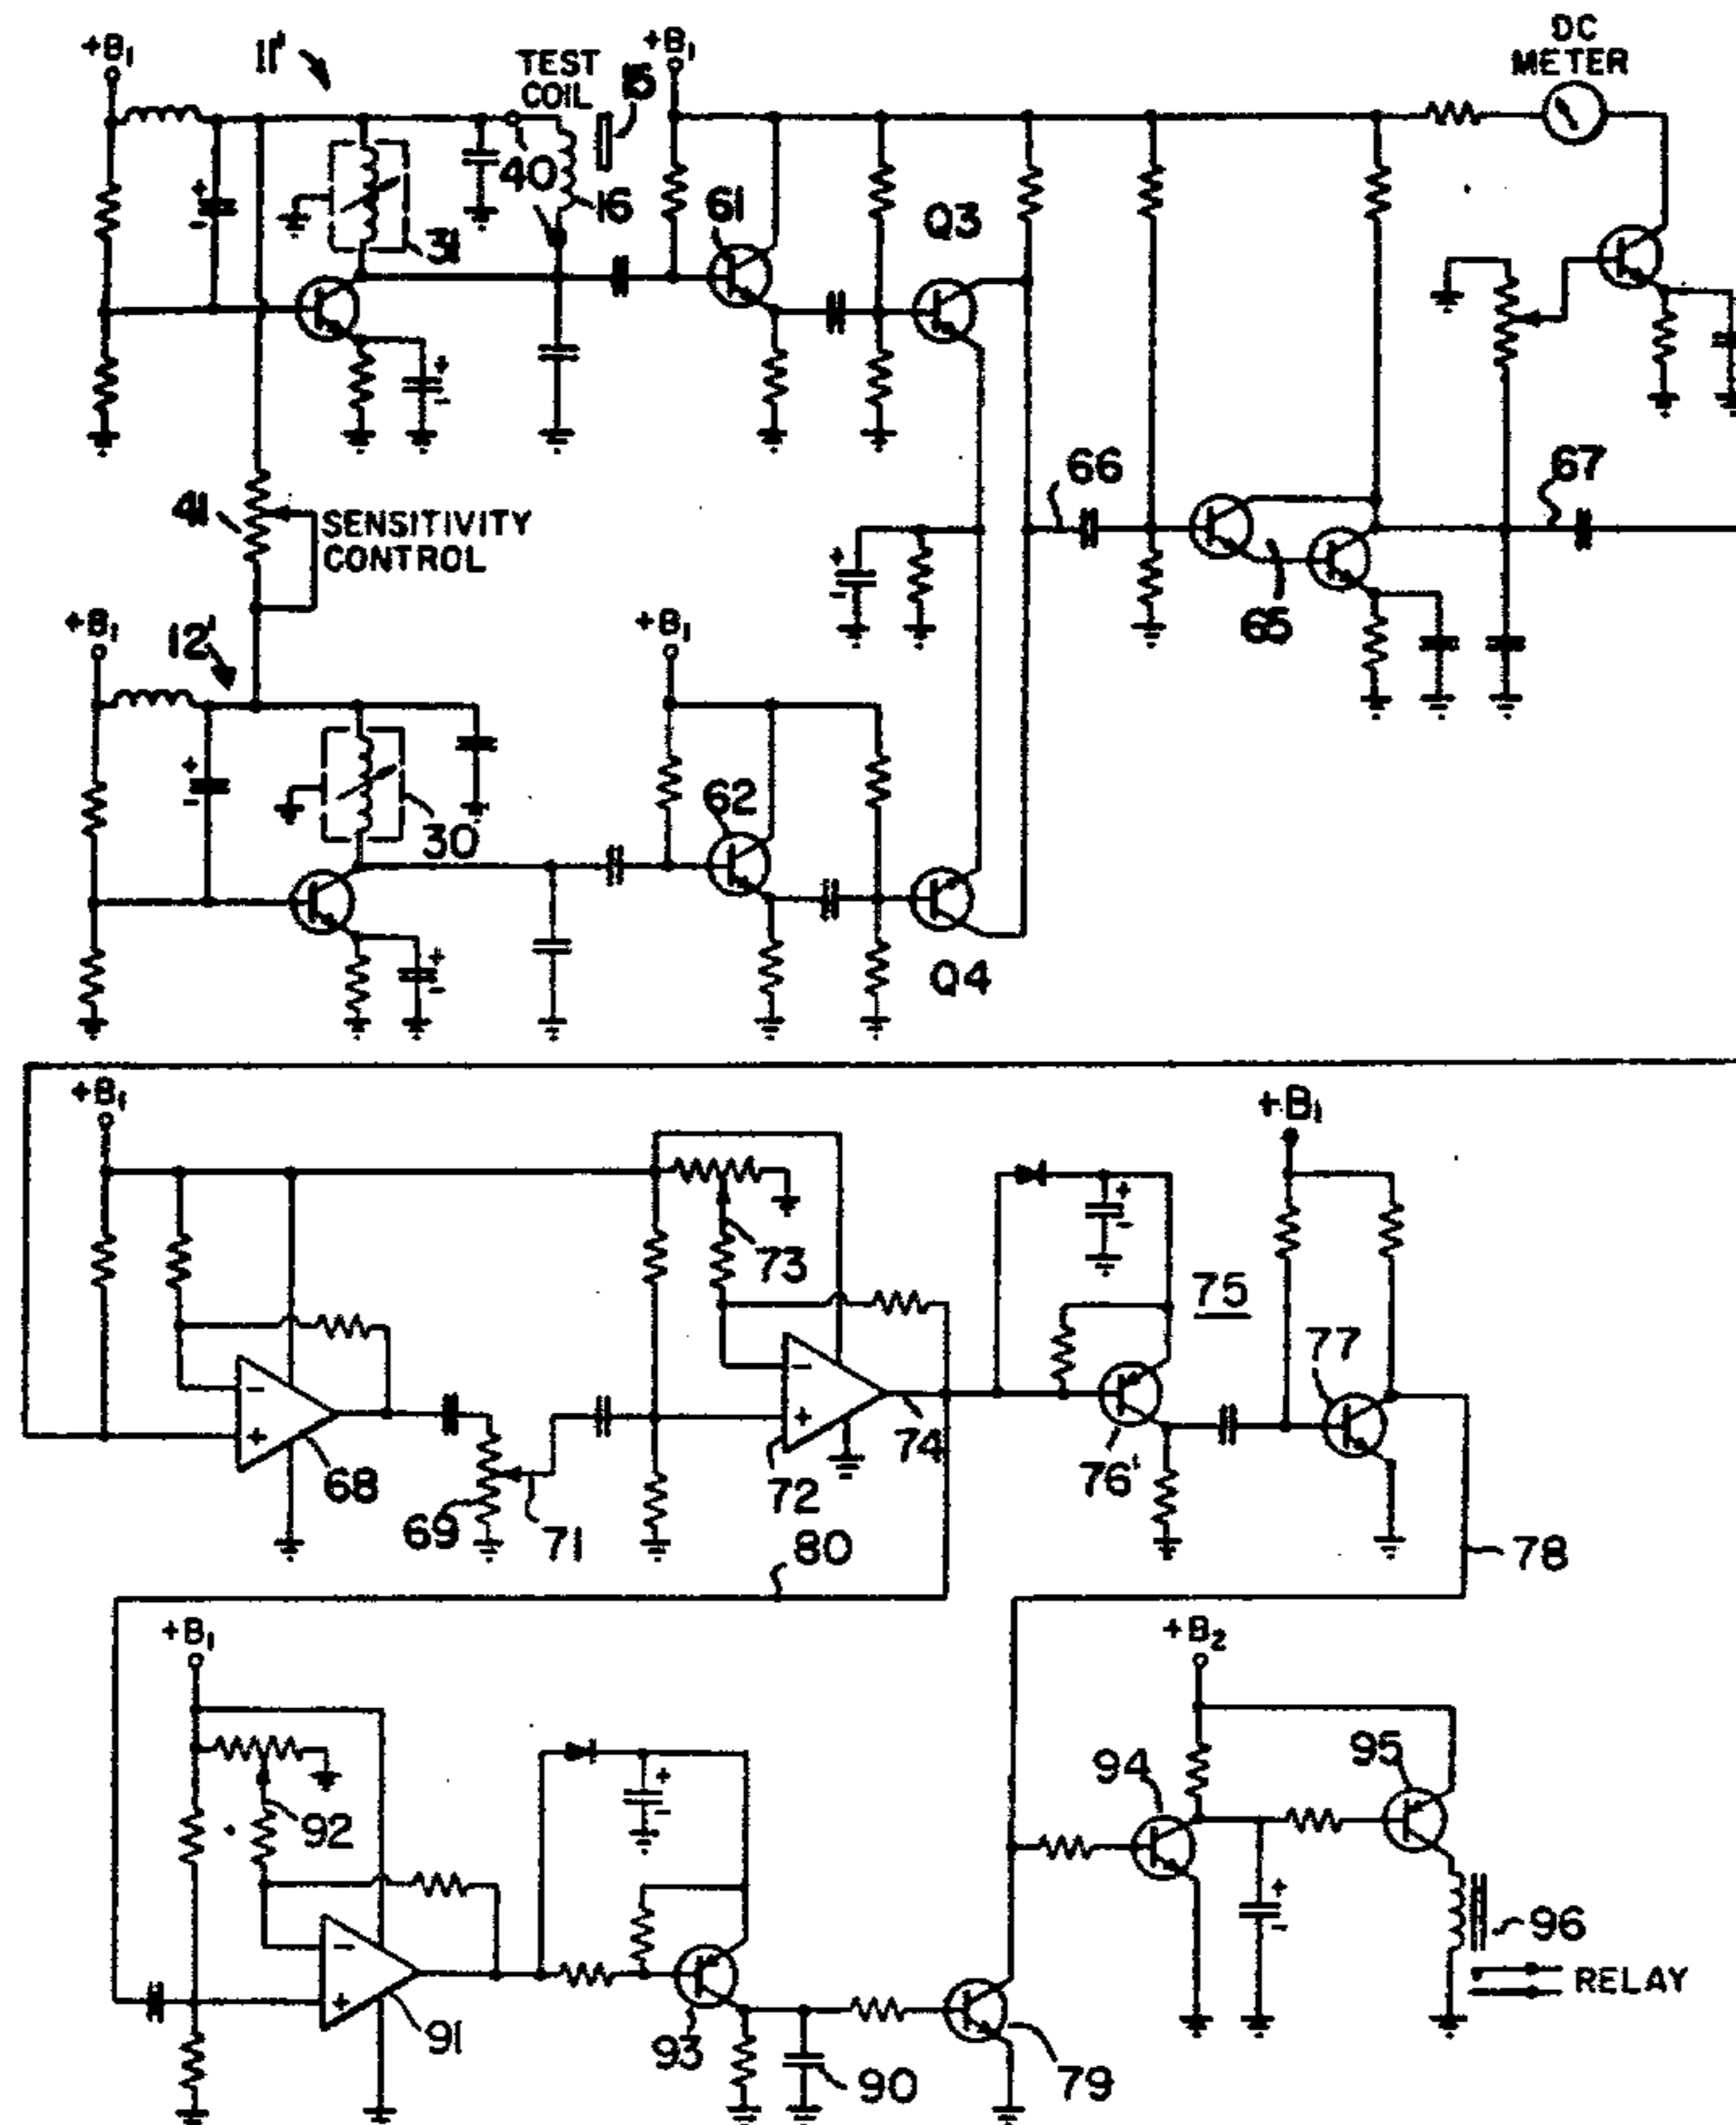 +B₁
11'
TEST
COIL
15
+B₁
DC
METER
40
16
31
61
Q3
41
SENSITIVITY
CONTROL
66
67
65
+B₁
12'
+B₁
30
62
Q4
+B₁
+B₁
73
75
77
68
69
71
72
74
76'
78
80
+B₁
+B₂
92
94
95
96
RELAY
91
93
90
79